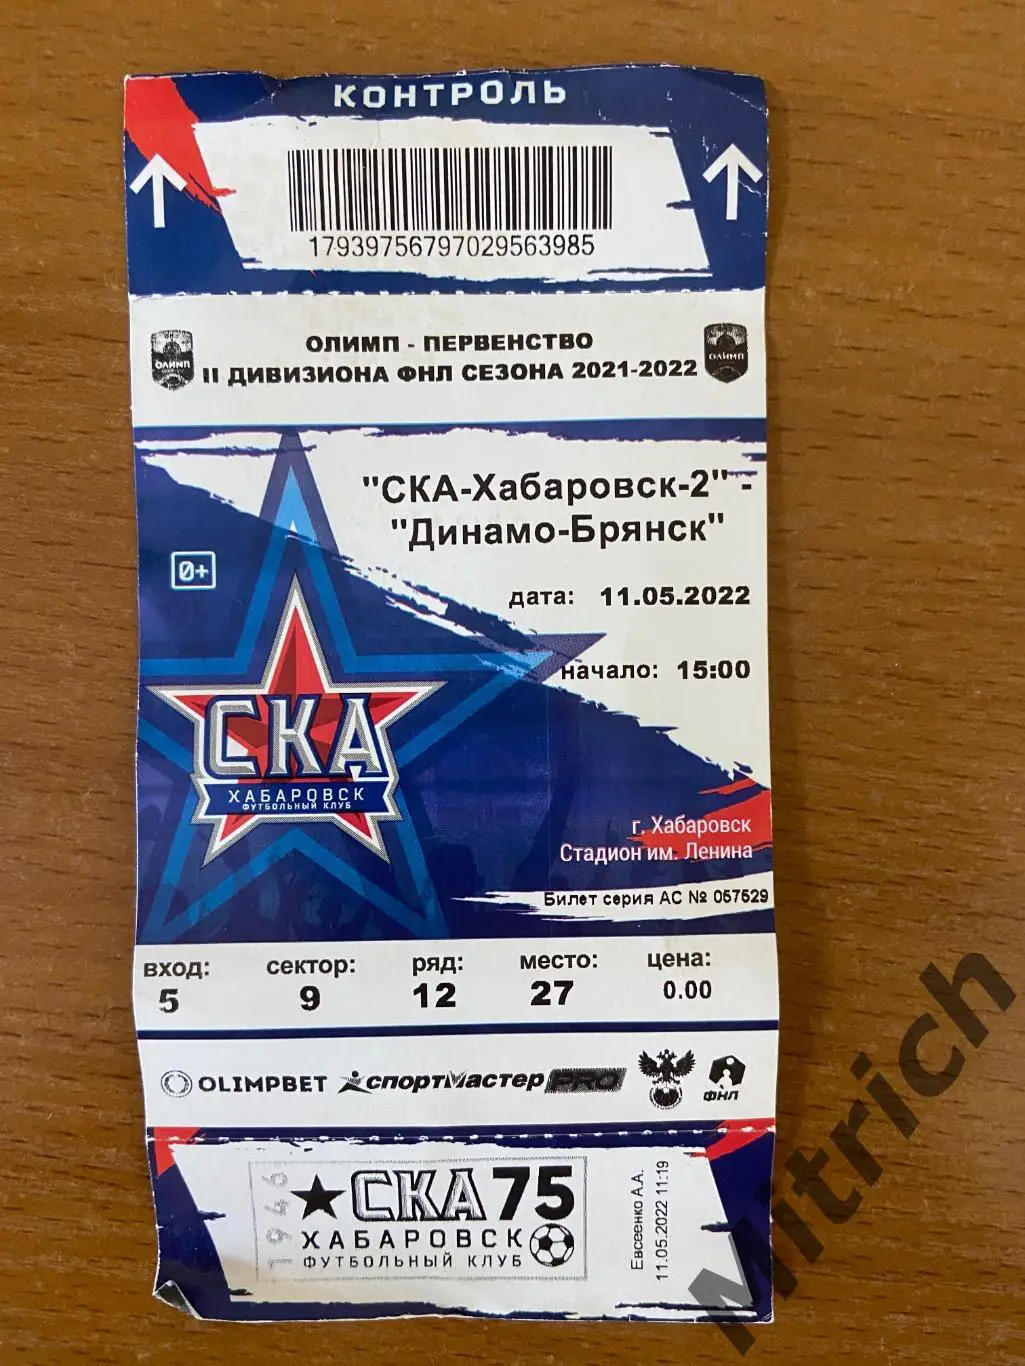 КОНТРОЛЬ
17939756797029563985
ОЛИМП - ПЕРВЕНСТВО
II ДИВИЗИОНА ФНЛ СЕЗОНА 2021-2022
ОЛИМП
ОЛИМП
"СКА-Хабаровск-2" -
"Динамо-Брянск"
0+
дата: 11.05.2022
начало: 15:00
СКА
ХАБАРОВСК
ФУТБОЛЬНЫЙ КЛУБ
г. Хабаровск
Стадион им. Ленина
Билет серия АС № 057529
вход: сектор: ряд: место: цена:
5 9 12 27 0.00
OLIMPBET СПОРТМАСТЕР PRO ФНЛ
1946
СКА 75
ХАБАРОВСК
ФУТБОЛЬНЫЙ КЛУБ
Евсеенко А.А.
11.05.2022 11:19
Mitrich